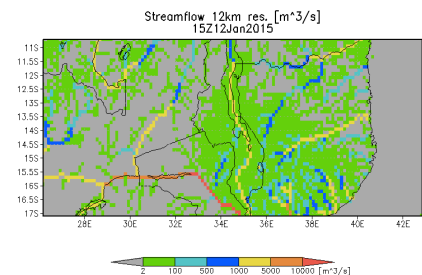 Streamflow 12km res. [m^3/s]
15Z12Jan2015
11S
11.5S
12S
12.5S
13S
13.5S
14S
14.5S
15S
15.5S
16S
16.5S
17S
28E 30E 32E 34E 36E 38E 40E 42E
2 100 500 1000 5000 10000 [m^3/s]